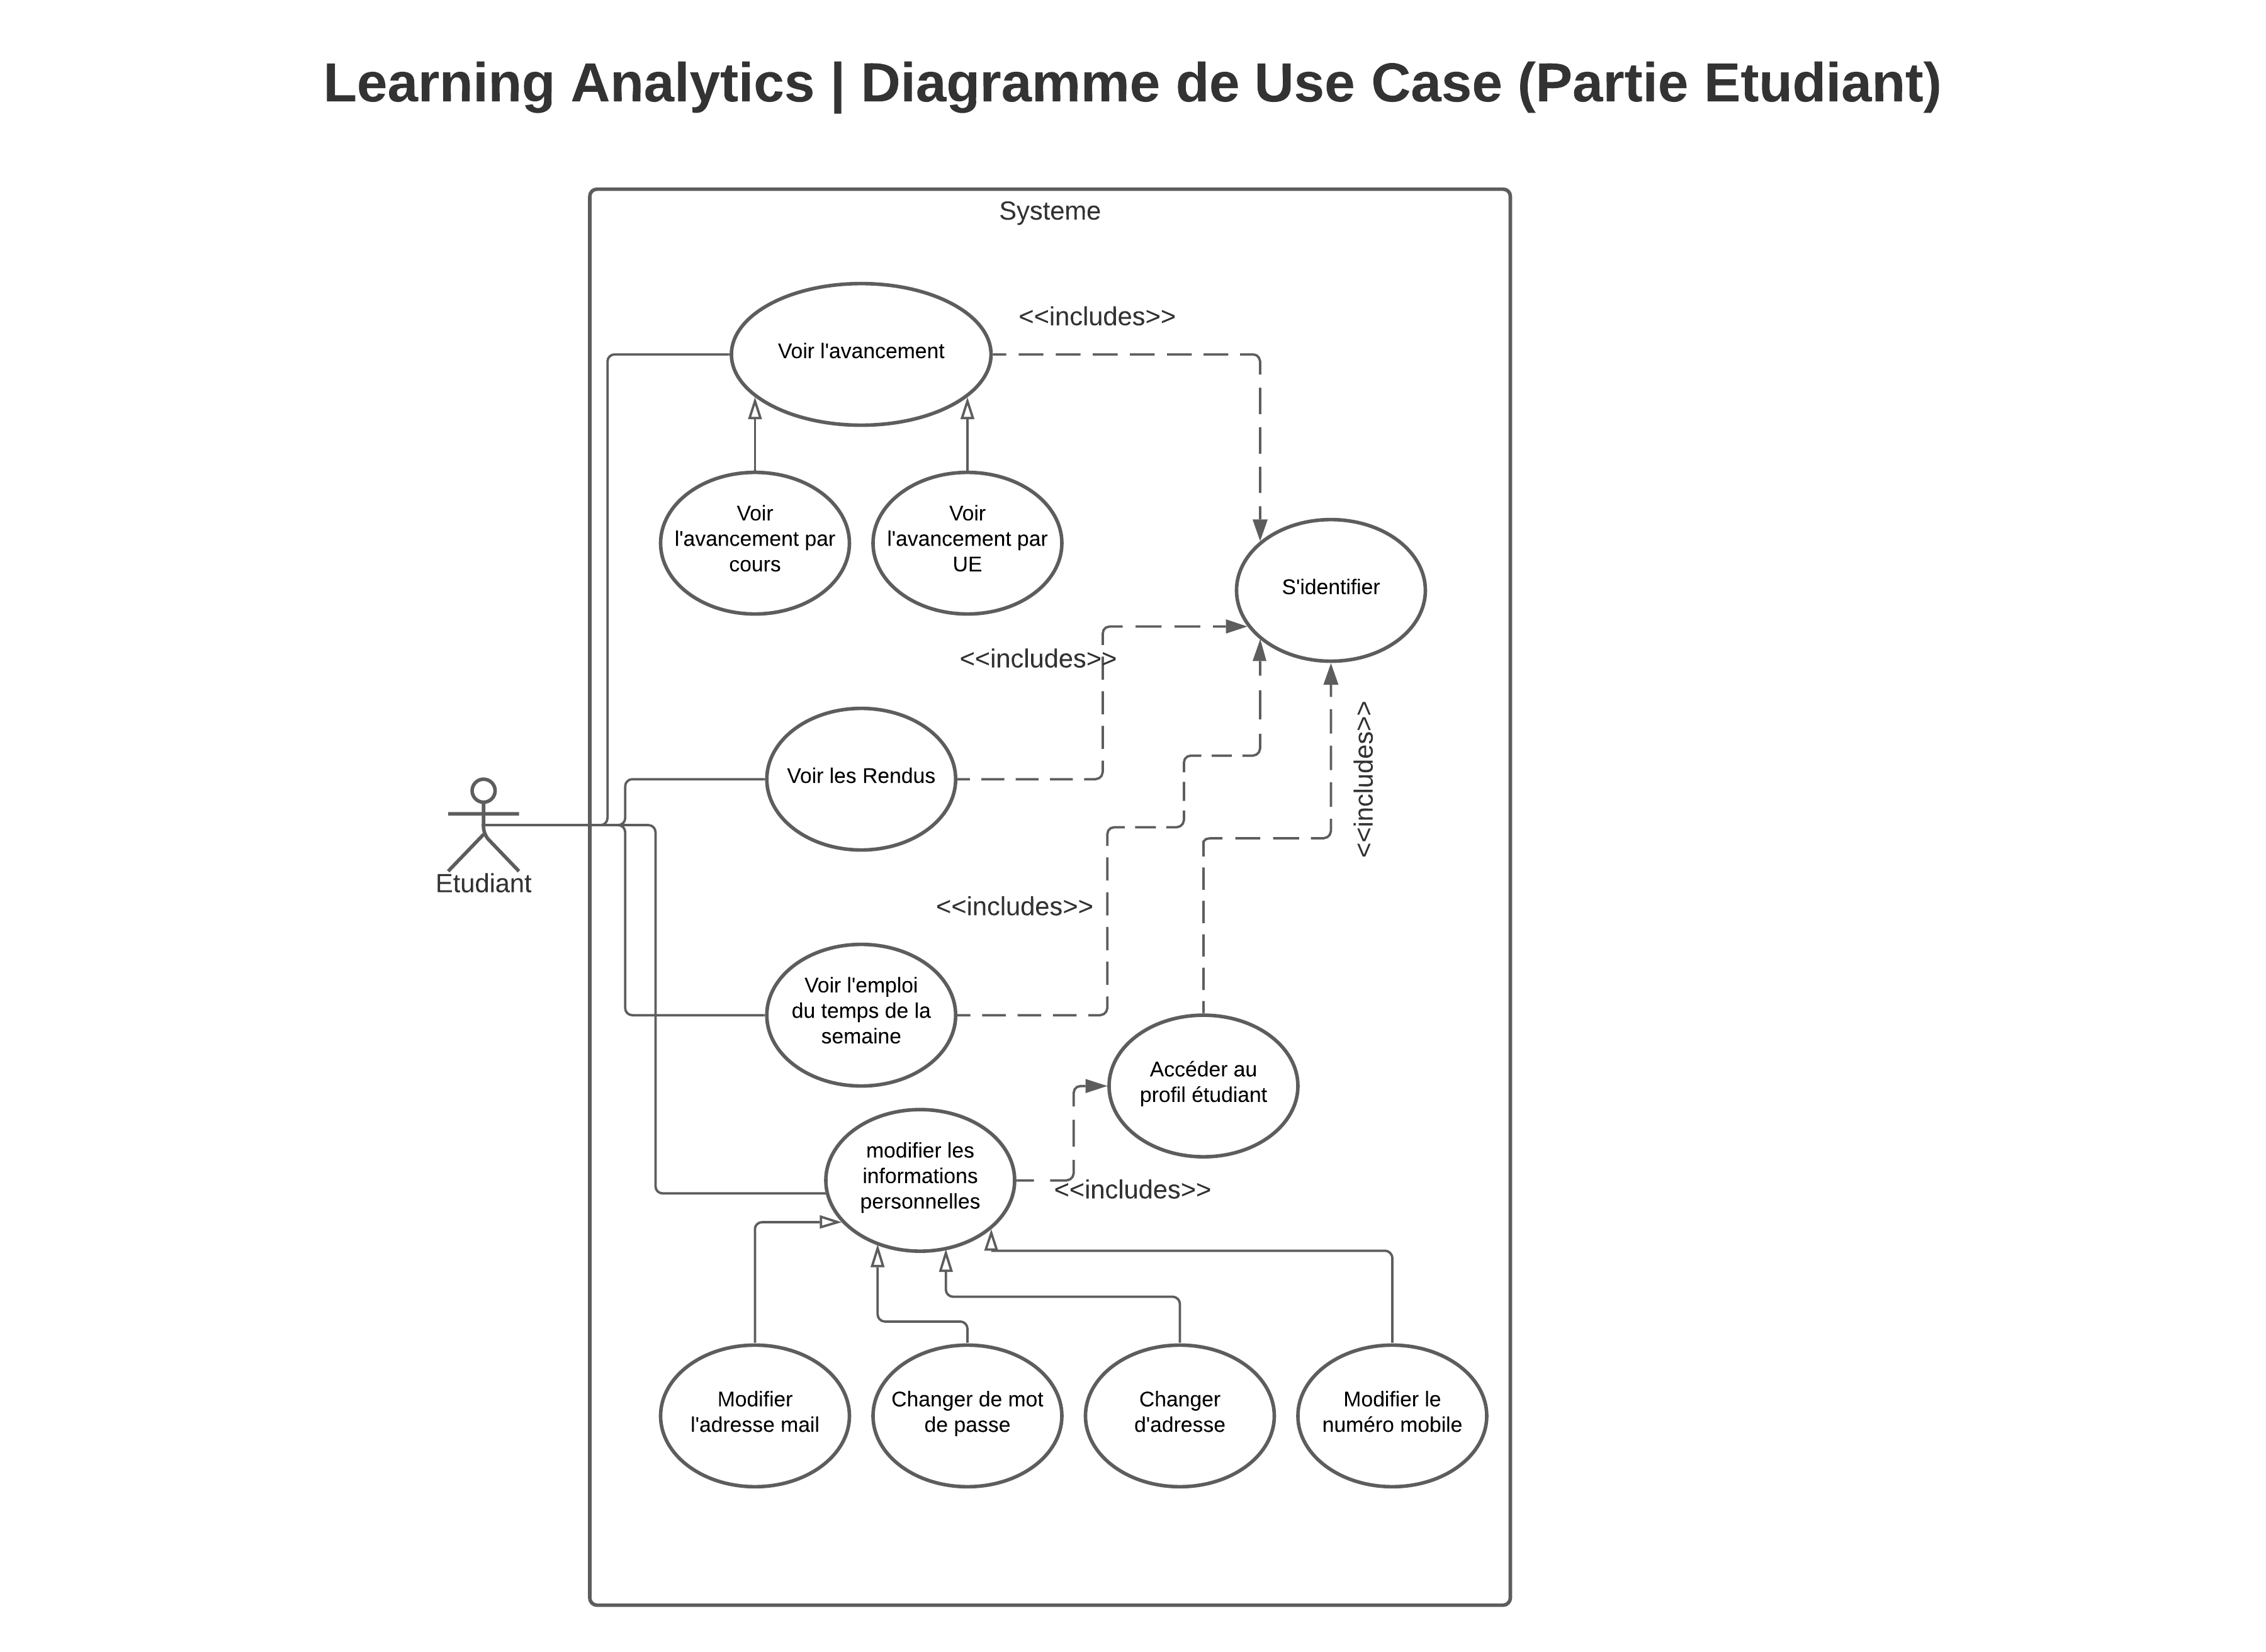 Learning Analytics | Diagramme de Use Case (Partie Etudiant)
Systeme
<<includes>>
Voir l'avancement
Voir
l'avancement par
cours
Voir
l'avancement par
UE
S'identifier
<<includes>>
<<includes>>
Voir les Rendus
Etudiant
<<includes>>
Voir l'emploi
du temps de la
semaine
Accéder au
profil étudiant
modifier les
informations
personnelles
<<includes>>
Modifier
l'adresse mail
Changer de mot
de passe
Changer
d'adresse
Modifier le
numéro mobile